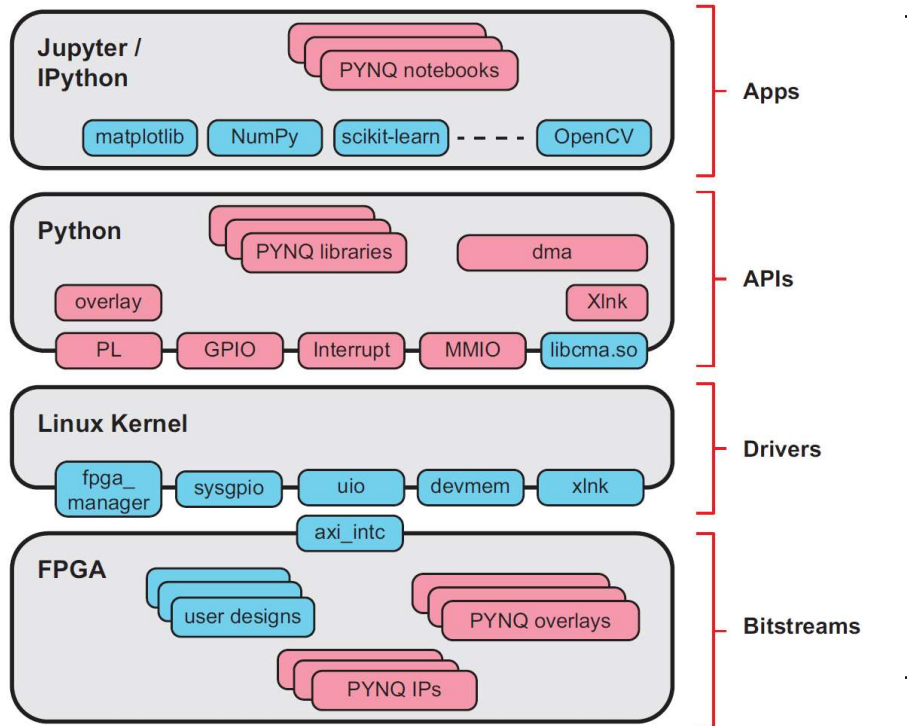 Jupyter /
IPython
PYNQ notebooks
matplotlib NumPy scikit-learn OpenCV
Apps
Python
PYNQ libraries
dma
overlay
Xlnk
PL GPIO Interrupt MMIO libcma.so
APIs
Linux Kernel
fpga_
manager
sysgpio uio devmem xlnk
Drivers
axi_intc
FPGA
user designs
PYNQ overlays
PYNQ IPs
Bitstreams